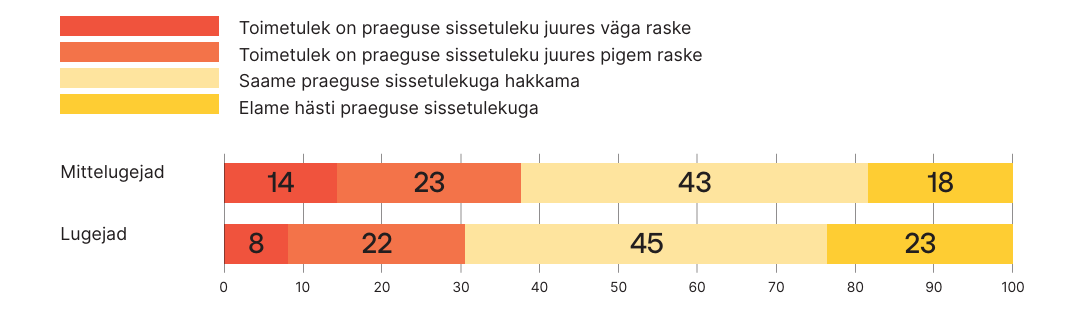 Toimetulek on praeguse sissetuleku juures väga raske
Toimetulek on praeguse sissetuleku juures pigem raske
Saame praeguse sissetulekuga hakkama
Elame hästi praeguse sissetulekuga
Mittelugejad
14 23 43 18
Lugejad
8 22 45 23
0 10 20 30 40 50 60 70 80 90 100